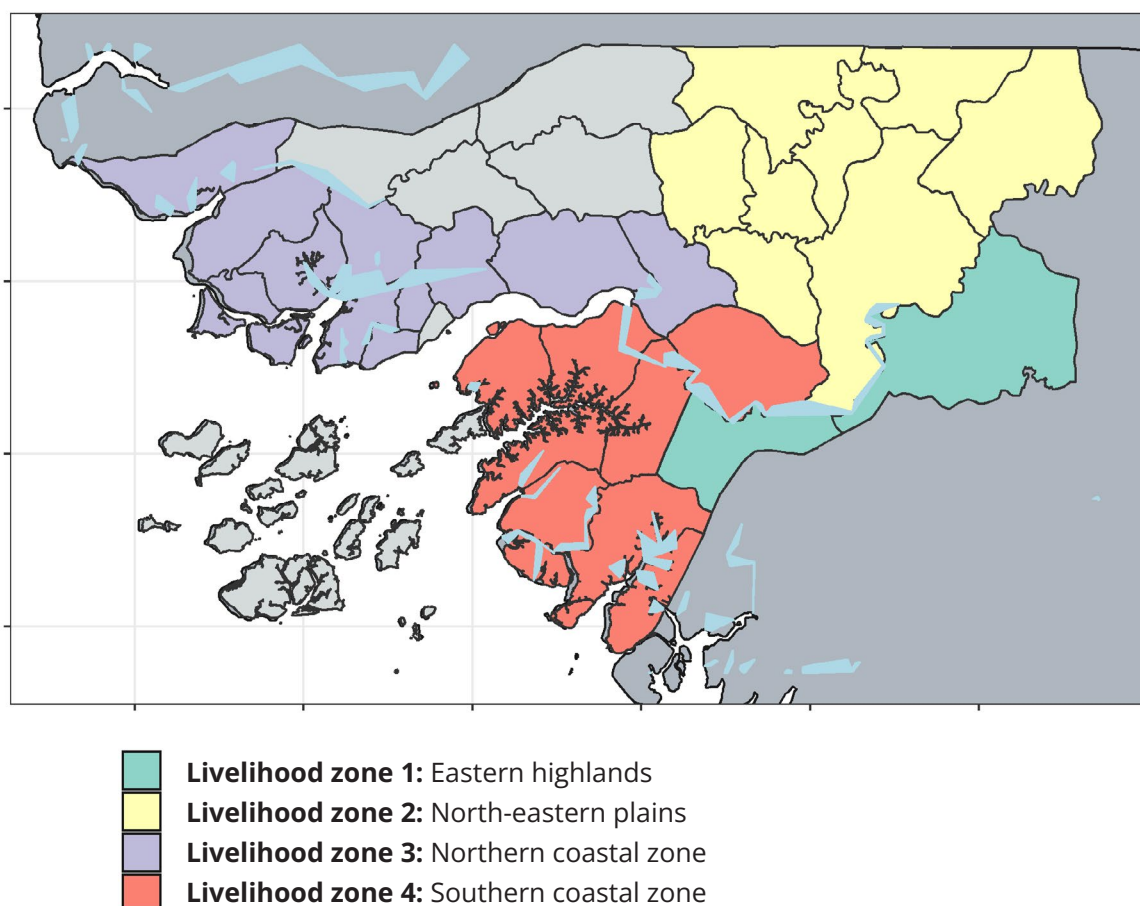 Livelihood zone 1: Eastern highlands
Livelihood zone 2: North-eastern plains
Livelihood zone 3: Northern coastal zone
Livelihood zone 4: Southern coastal zone